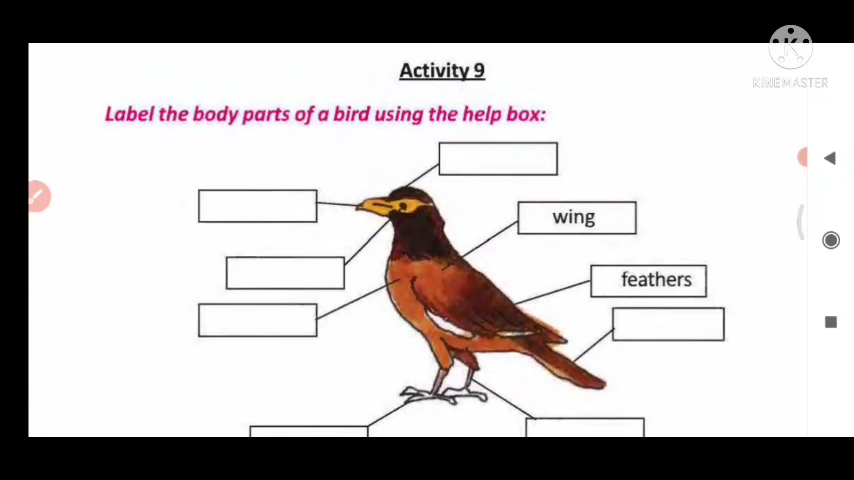 Activity 9
KINEMASTER
Label the body parts of a bird using the help box:
wing
feathers